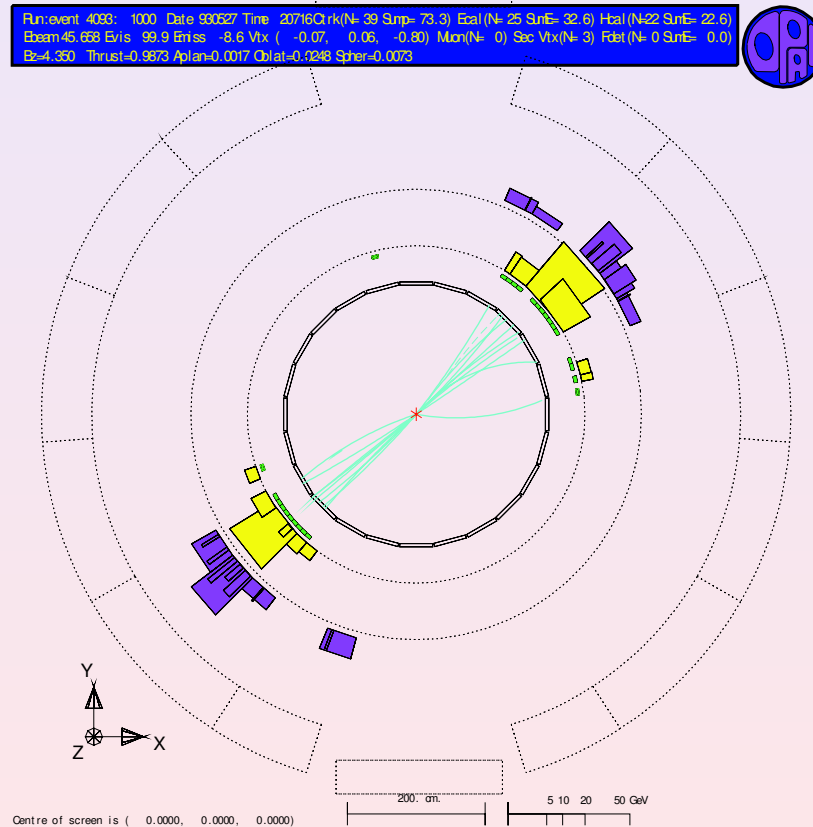 Run:event 4093: 1000 Date 930527 Time 20716 Ctrk(N= 39 Sump= 73.3) Ecal(N= 25 SumE= 32.6) Hcal(N=22 SumE= 22.6)
Ebeam 45.658 Evis 99.9 Emiss -8.6 Vtx ( -0.07, 0.06, -0.80) Muon(N= 0) Sec Vtx(N= 3) Fdet(N= 0 SumE= 0.0)
Bz=4.350 Thrust=0.9873 Aplan=0.0017 Oblat=0.0248 Spher=0.0073
OPAL
Y
Z X
200. cm.
5 10 20 50 GeV
Centre of screen is ( 0.0000, 0.0000, 0.0000)